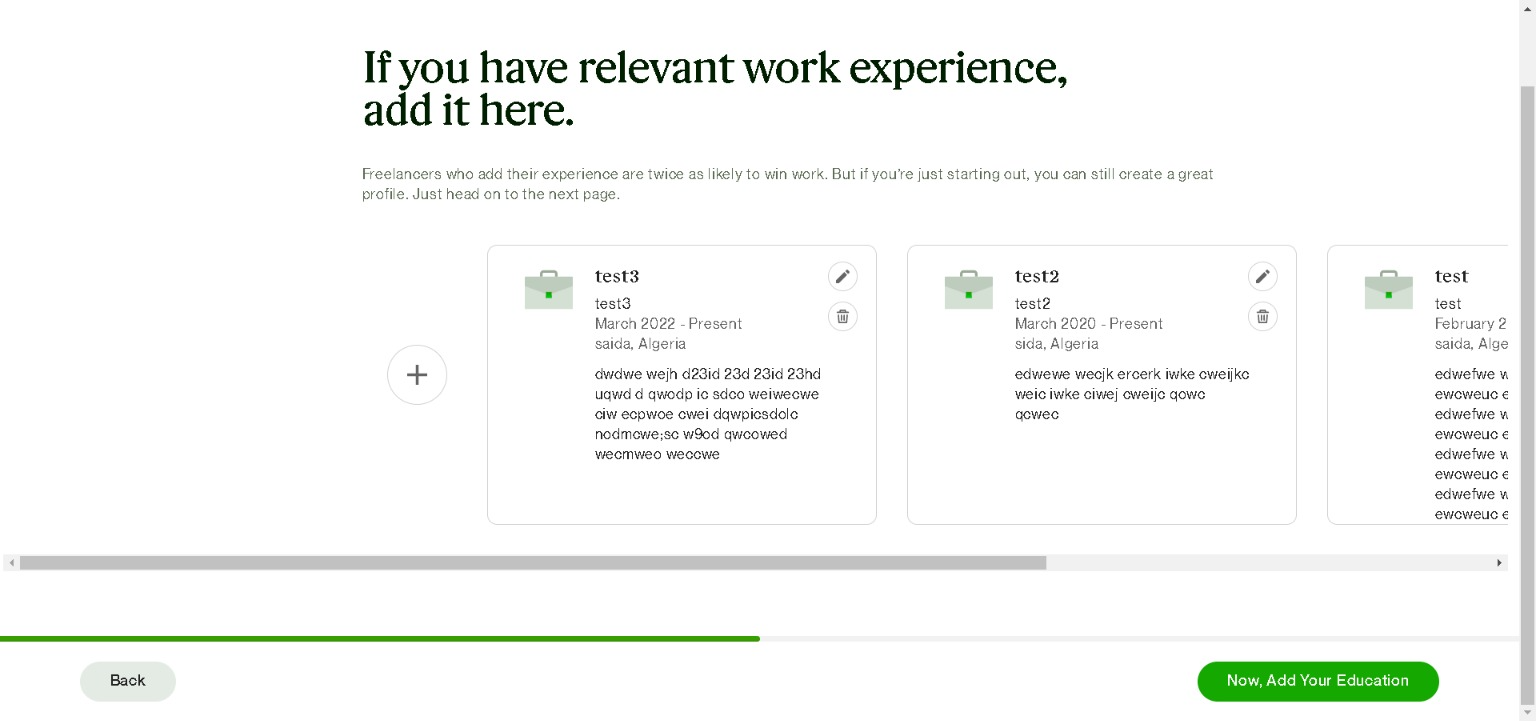 If you have relevant work experience,
add it here.
Freelancers who add their experience are twice as likely to win work. But if you're just starting out, you can still create a great
profile. Just head on to the next page.
test3
test3
March 2022 - Present
saida, Algeria
dwdwe wejh d23id 23d 23id 23hd
uqwd d qwodp ic sdco weiwecwe
ciw ecpwoe cwei dqwpicsdolc
nodmcwe;sc w9od qwcowed
wecmweo weccwe
test2
test2
March 2020 - Present
sida, Algeria
edwewe wecjk ercerk iwke cweijkc
weic iwke ciwej cweijc qowc
qcwec
test
test
February 2
saida, Alge
edwefwe w
ewcweuc e
edwefwe w
ewcweuc e
edwefwe w
ewcweuc e
edwefwe w
ewcweuc e
Back
Now, Add Your Education